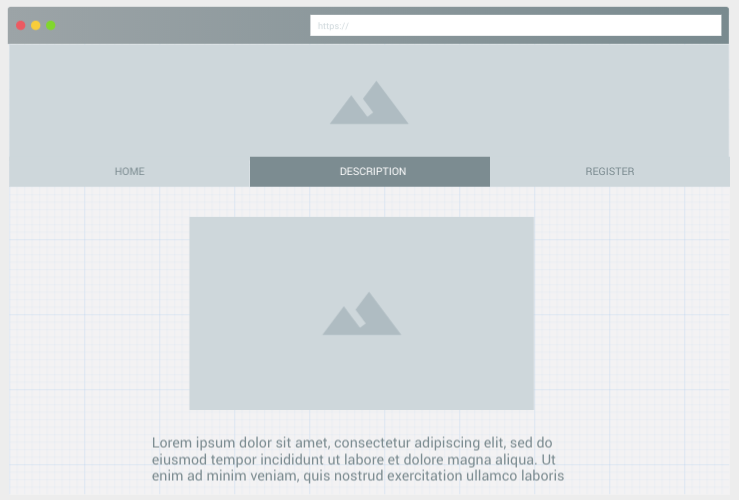 https://
HOME
DESCRIPTION
REGISTER
Lorem ipsum dolor sit amet, consectetur adipiscing elit, sed do
eiusmod tempor incididunt ut labore et dolore magna aliqua. Ut
enim ad minim veniam, quis nostrud exercitation ullamco laboris